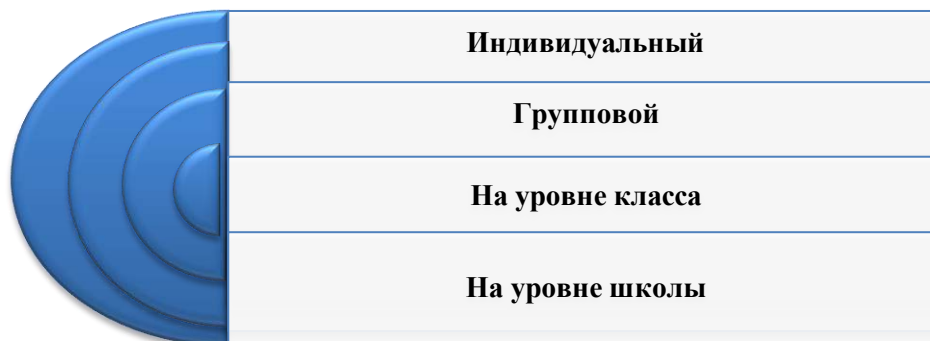 Индивидуальный
Групповой
На уровне класса
На уровне школы